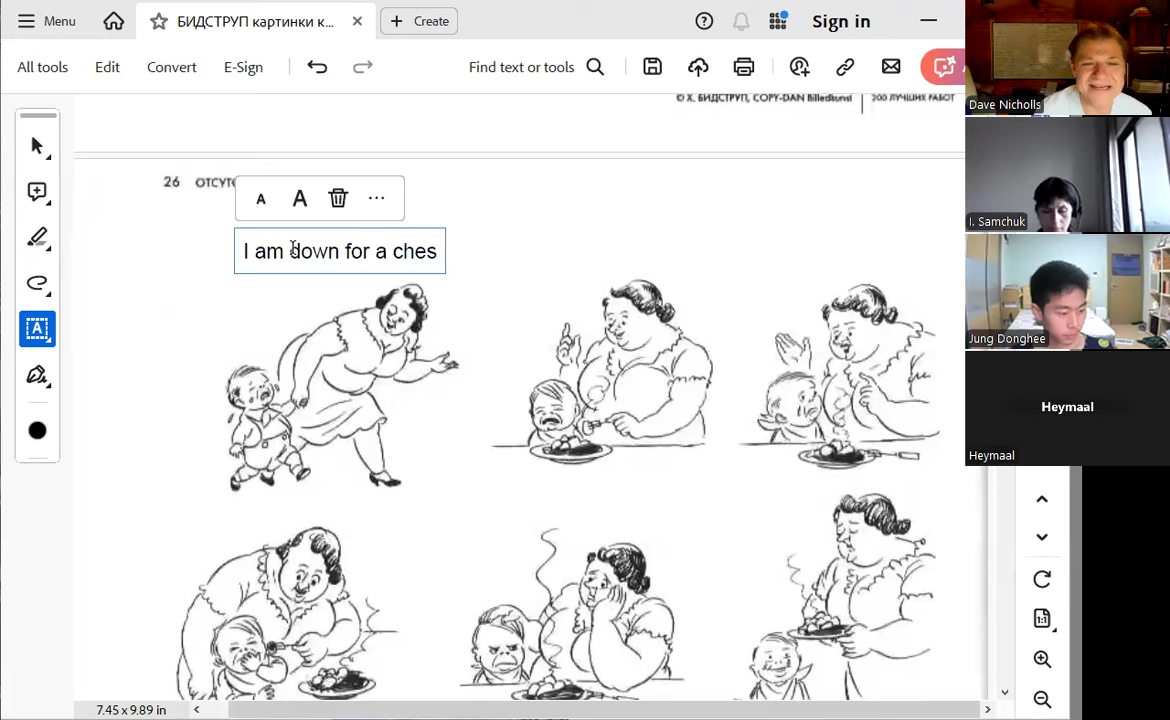 Menu
БИДСТРУП картинки к...
Create
Sign in
All tools
Edit
Convert
E-Sign
Find text or tools
© Х. БИДСТРУП, COPY-DAN Billedkunst
200 ЛУЧШИХ РАБОТ
26
I am down for a ches
7.45 x 9.89 in
1:1
Dave Nicholls
I. Samchuk
Jung Donghee
Heymaal
Heymaal